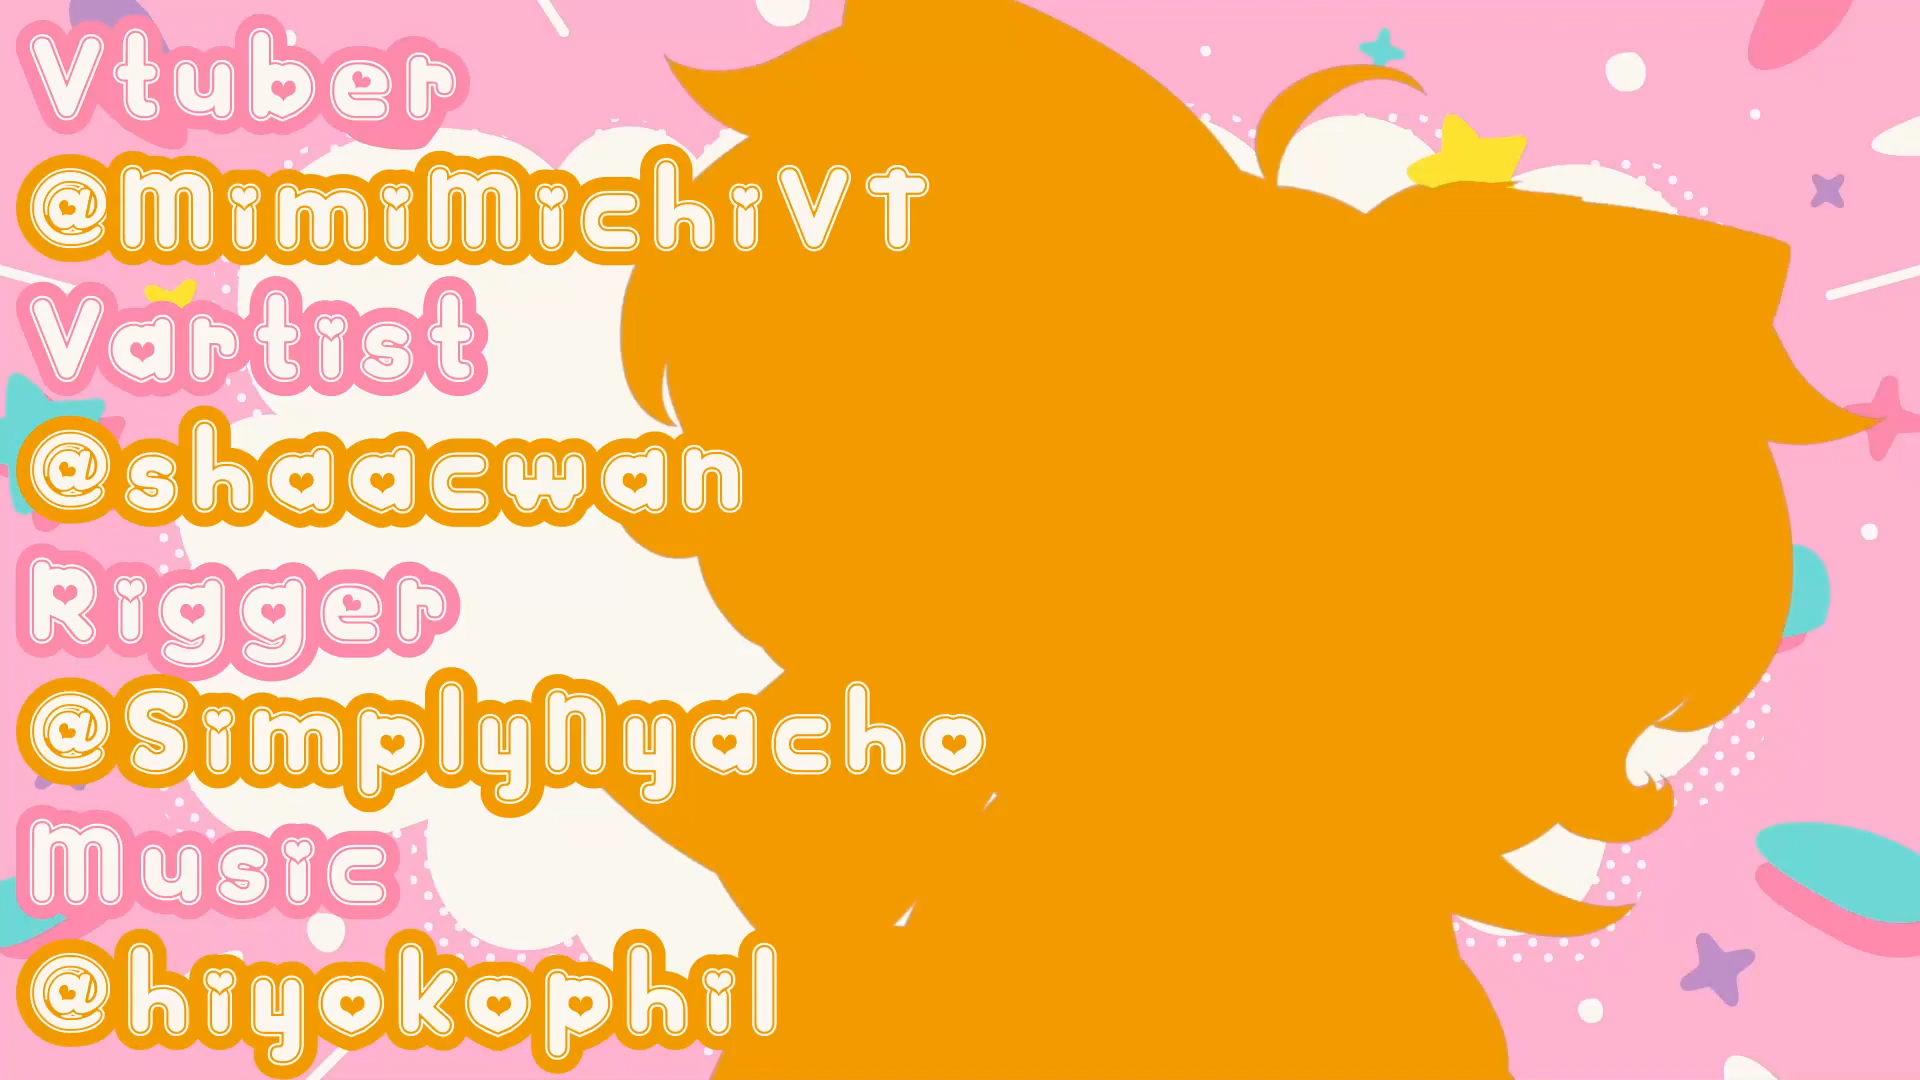 Vtuber
@MimiMichiVT
Vartist
@shaacwan
Rigger
@SimplyNyacho
Music
@hiyokophil